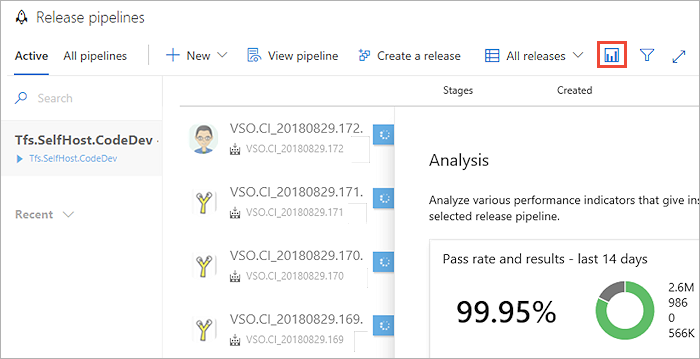 Release pipelines
Active All pipelines New View pipeline Create a release All releases
Search
Stages Created
Tfs.SelfHost.CodeDev
Tfs.SelfHost.CodeDev
Recent
VSO.CI_20180829.172.
VSO.CI_20180829.172
VSO.CI_20180829.171.
VSO.CI_20180829.171
VSO.CI_20180829.170.
VSO.CI_20180829.170
VSO.CI_20180829.169.
VSO.CI_20180829.169
Analysis
Analyze various performance indicators that give ins
selected release pipeline.
Pass rate and results - last 14 days
99.95%
2.6M
986
0
566K